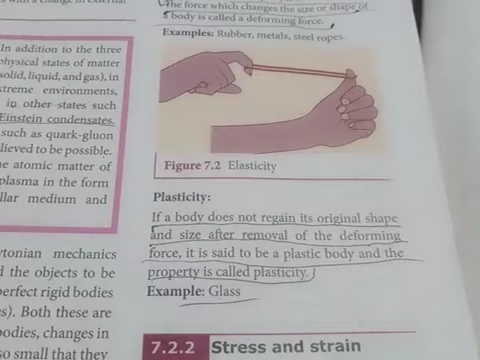 with a change in external
In addition to the three
physical states of matter
solid, liquid, and gas), in
xtreme environments,
in other states such
Einstein condensates.
such as quark-gluon
lieved to be possible.
e atomic matter of
plasma in the form
llar medium and
tonian mechanics
d the objects to be
perfect rigid bodies
s). Both these are
odies, changes in
so small that they
The force which changes the size or shape of
a body is called a deforming force.
Examples: Rubber, metals, steel ropes.
Figure 7.2 Elasticity
Plasticity:
If a body does not regain its original shape
and size after removal of the deforming
force, it is said to be a plastic body and the
property is called plasticity.
Example: Glass
7.2.2 Stress and strain